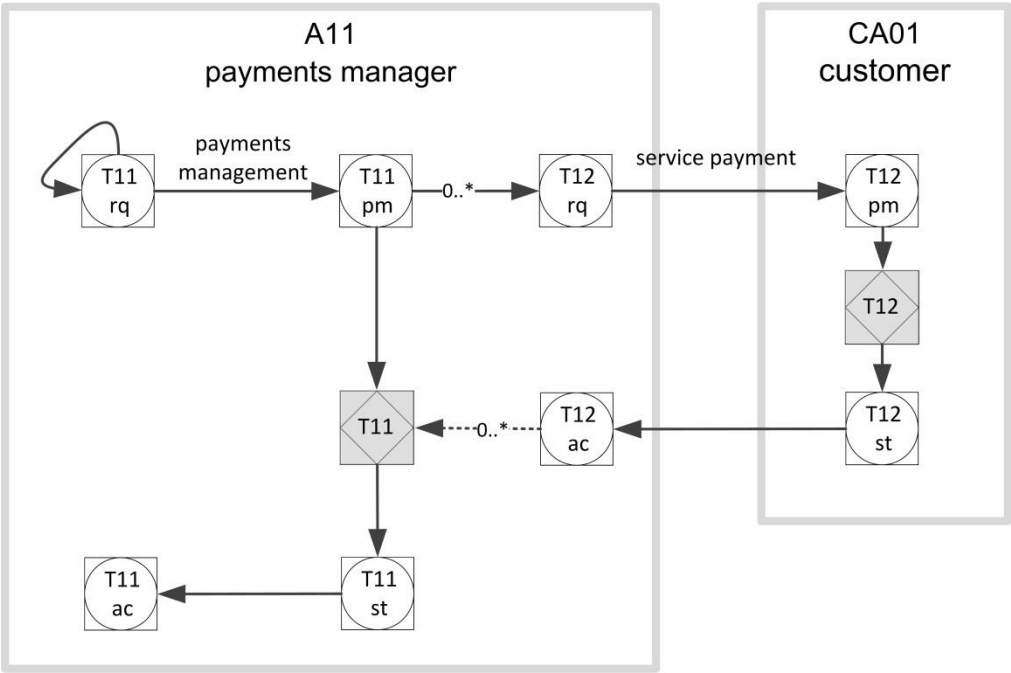 A11
payments manager
CA01
customer
payments
management
service payment
T11
rq
T11
pm
0..*
T12
rq
T12
pm
T12
T11
0..*
T12
ac
T12
st
T11
ac
T11
st